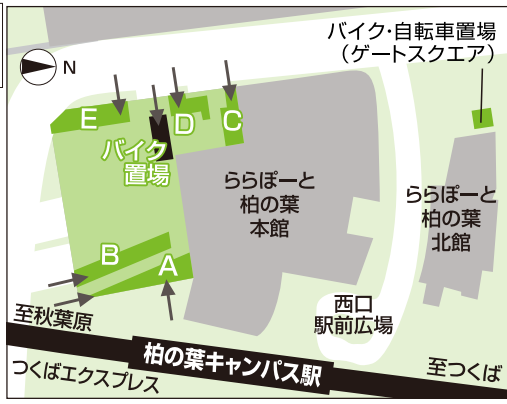 バイク・自転車置場
（ゲートスクエア）
N
E
D
C
バイク
置場
ららぽーと
柏の葉
本館
ららぽーと
柏の葉
北館
B
A
西口
駅前広場
至秋葉原
柏の葉キャンパス駅
至つくば
つくばエクスプレス